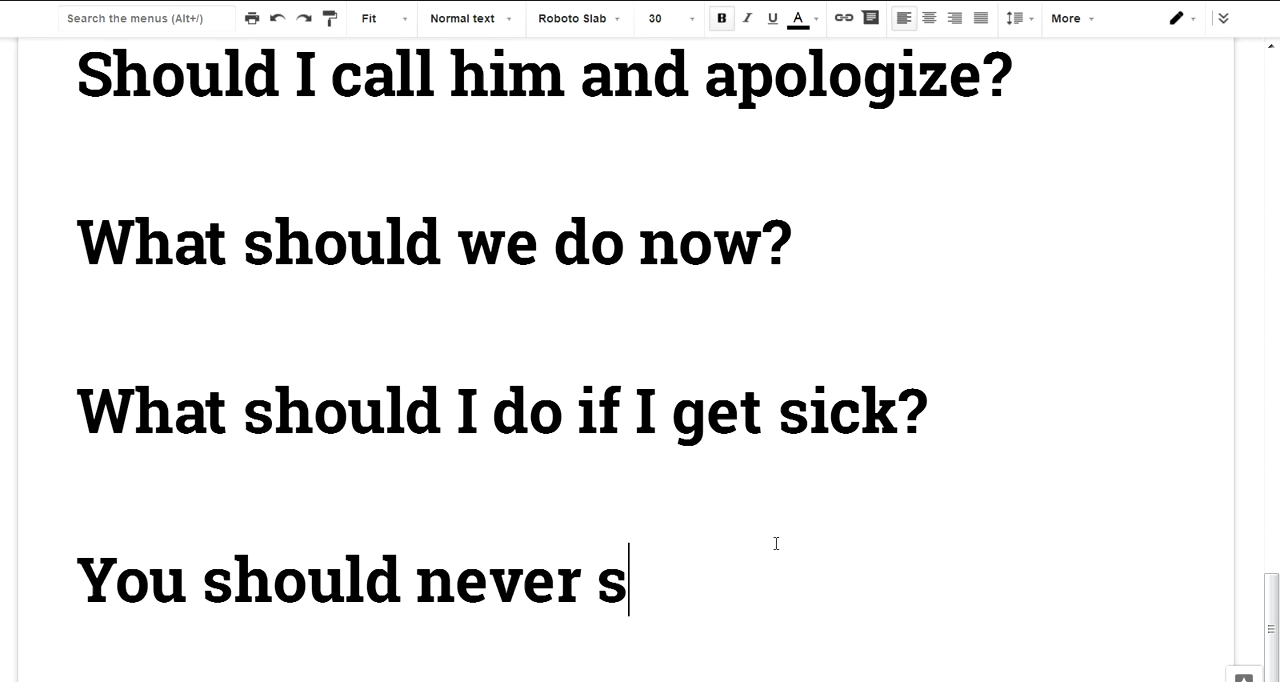 Search the menus (Alt+/) Fit Normal text Roboto Slab 30 B I U A More
Should I call him and apologize?
What should we do now?
What should I do if I get sick?
You should never s